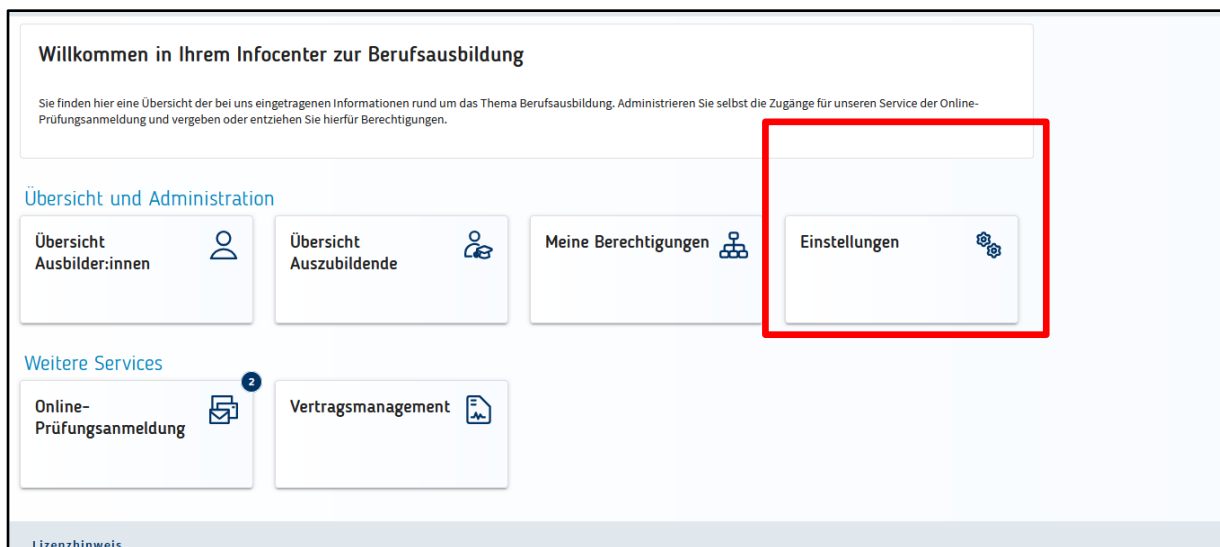 Willkommen in Ihrem Infocenter zur Berufsausbildung
Sie finden hier eine Übersicht der bei uns eingetragenen Informationen rund um das Thema Berufsausbildung. Administrieren Sie selbst die Zugänge für unseren Service der Online-
Prüfungsanmeldung und vergeben oder entziehen Sie hierfür Berechtigungen.
Übersicht und Administration
Übersicht
Ausbilder:innen
Übersicht
Auszubildende
Meine Berechtigungen
Einstellungen
Weitere Services
2
Online-
Prüfungsanmeldung
Vertragsmanagement
Lizenzhinweis